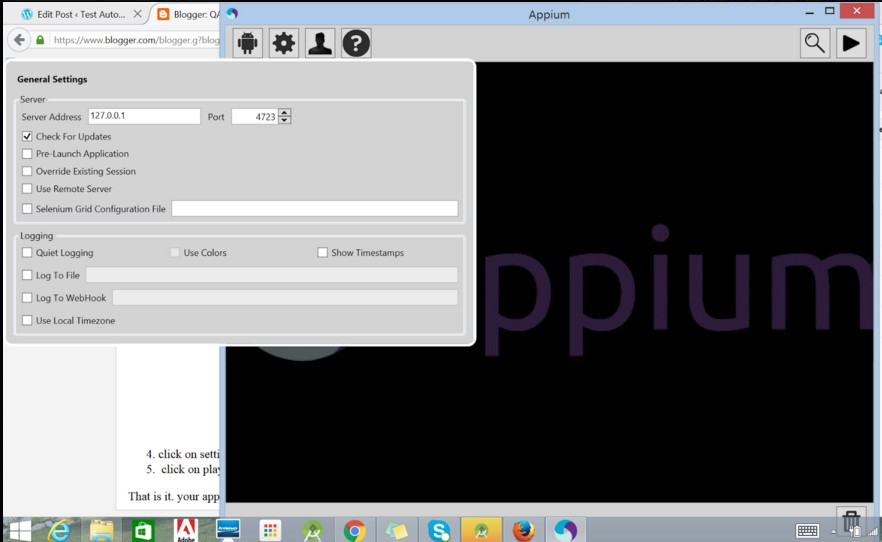 Edit Post ‹ Test Auto...
Blogger: QA
Appium
https://www.blogger.com/blogger.g?blog
General Settings
Server
Server Address 127.0.0.1 Port 4723
Check For Updates
Pre-Launch Application
Override Existing Session
Use Remote Server
Selenium Grid Configuration File
Logging
Quiet Logging Use Colors Show Timestamps
Log To File
Log To WebHook
Use Local Timezone
ppium
4. click on setti
5. click on play
That is it. your app
Adobe